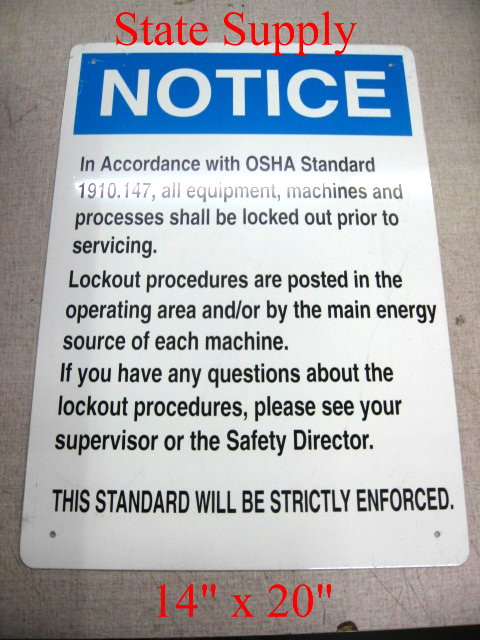 State Supply
NOTICE
In Accordance with OSHA Standard
1910.147, all equipment, machines and
processes shall be locked out prior to
servicing.
Lockout procedures are posted in the
operating area and/or by the main energy
source of each machine.
If you have any questions about the
lockout procedures, please see your
supervisor or the Safety Director.
THIS STANDARD WILL BE STRICTLY ENFORCED.
14" x 20"